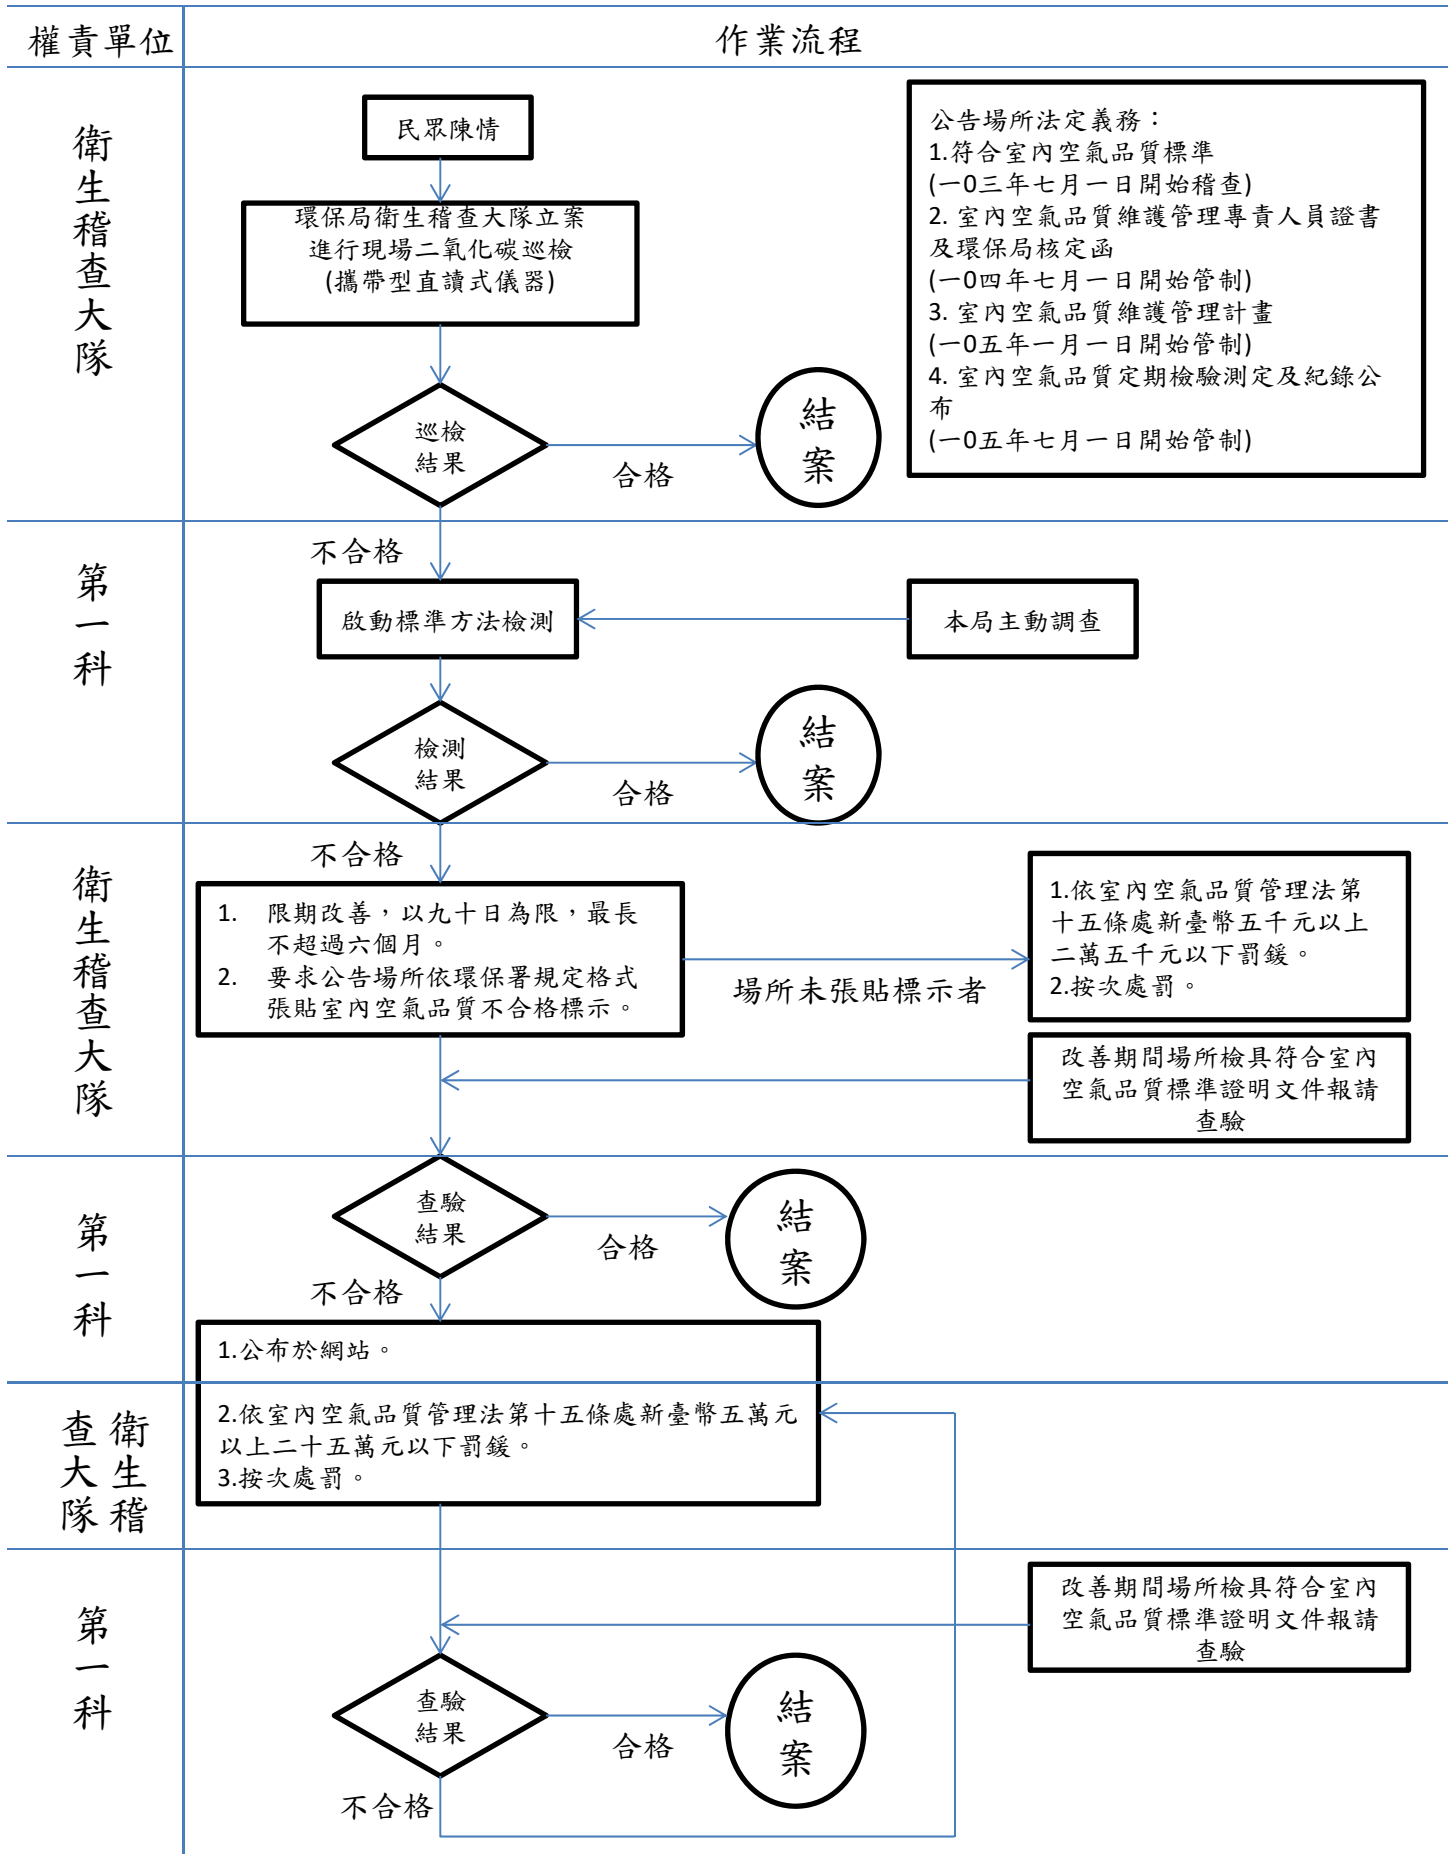 權責單位
作業流程
衛生稽查大隊
民眾陳情
環保局衛生稽查大隊立案
進行現場二氧化碳巡檢
(攜帶型直讀式儀器)
巡檢
結果
合格
結
案
公告場所法定義務：
1.符合室內空氣品質標準
(一0三年七月一日開始稽查)
2. 室內空氣品質維護管理專責人員證書
及環保局核定函
(一0四年七月一日開始管制)
3. 室內空氣品質維護管理計畫
(一0五年一月一日開始管制)
4. 室內空氣品質定期檢驗測定及紀錄公
布
(一0五年七月一日開始管制)
第一科
不合格
啟動標準方法檢測
本局主動調查
檢測
結果
合格
結
案
衛生稽查大隊
不合格
1. 限期改善，以九十日為限，最長
不超過六個月。
2. 要求公告場所依環保署規定格式
張貼室內空氣品質不合格標示。
場所未張貼標示者
1.依室內空氣品質管理法第
十五條處新臺幣五千元以上
二萬五千元以下罰鍰。
2.按次處罰。
改善期間場所檢具符合室內
空氣品質標準證明文件報請
查驗
第一科
查驗
結果
合格
結
案
不合格
1.公布於網站。
衛生稽
查大隊
2.依室內空氣品質管理法第十五條處新臺幣五萬元
以上二十五萬元以下罰鍰。
3.按次處罰。
第一科
改善期間場所檢具符合室內
空氣品質標準證明文件報請
查驗
查驗
結果
合格
結
案
不合格